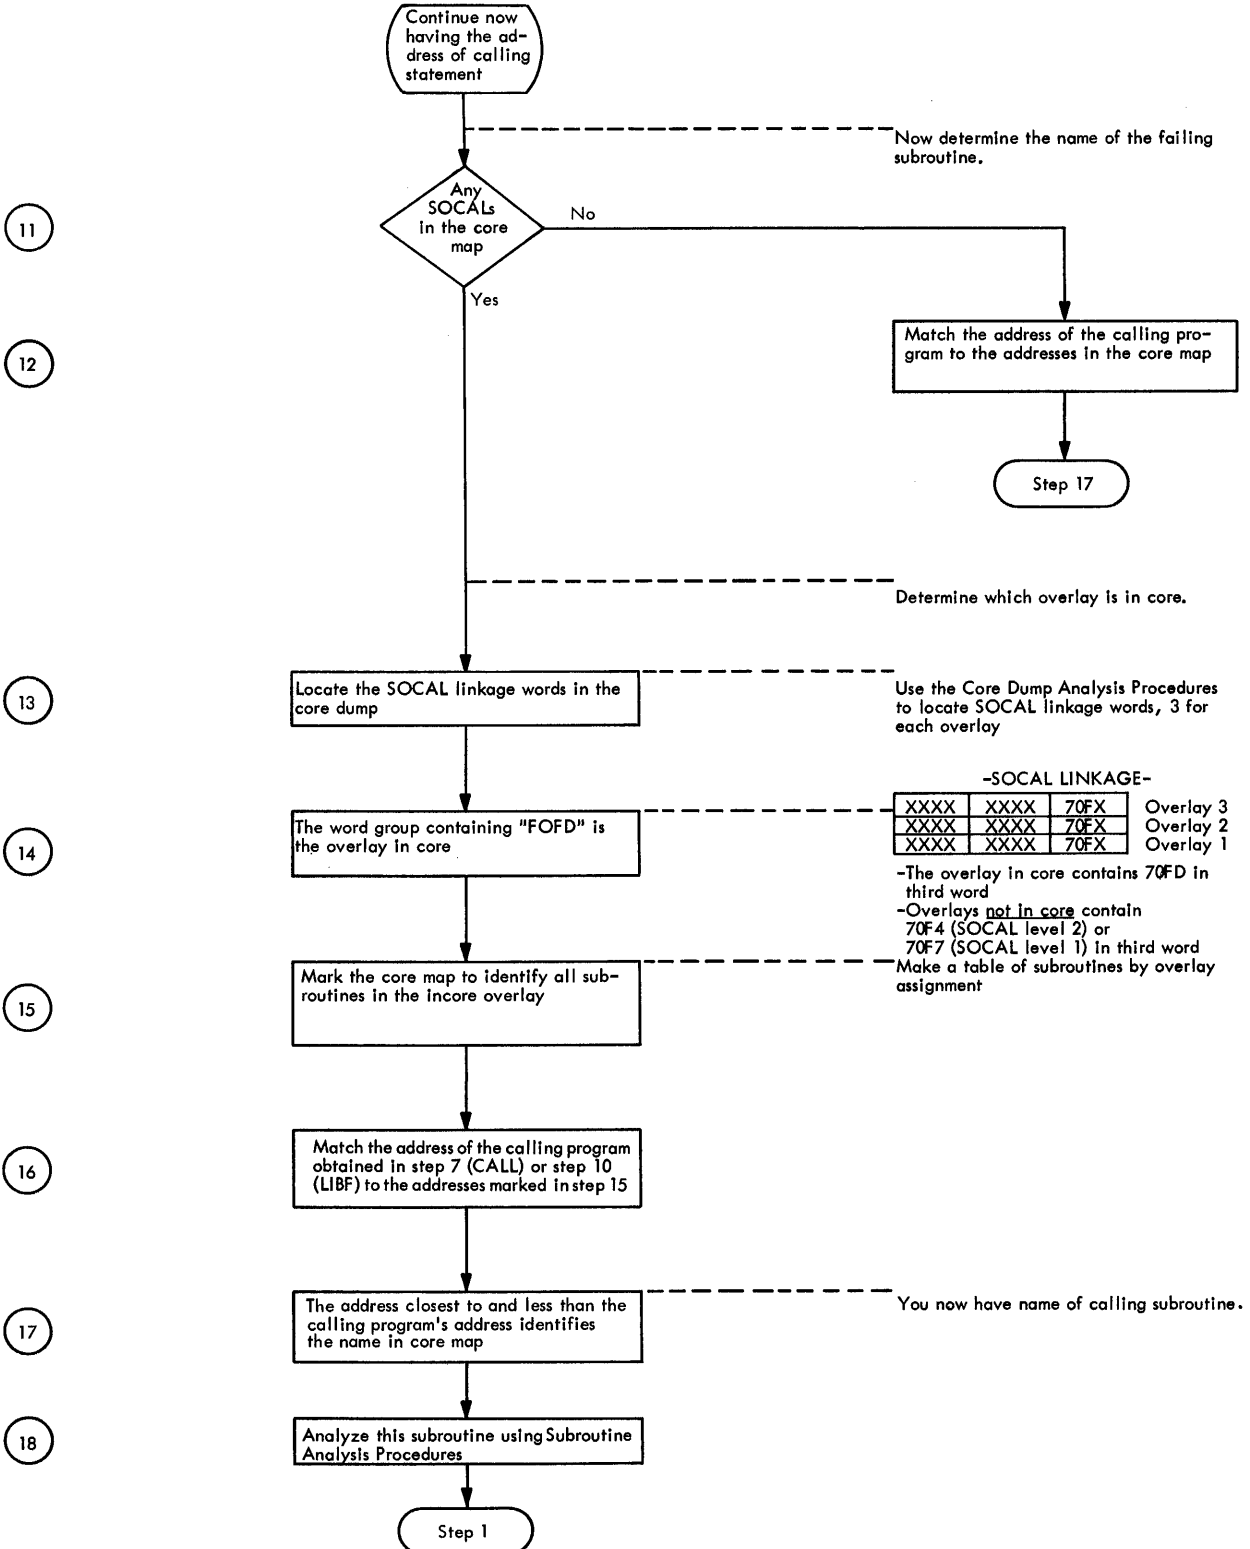 Continue now
having the ad-
dress of calling
statement
Now determine the name of the failing
subroutine.
11
Any
SOCALs
in the core
map
No
Yes
12
Match the address of the calling pro-
gram to the addresses in the core map
Step 17
Determine which overlay is in core.
13
Locate the SOCAL linkage words in the
core dump
Use the Core Dump Analysis Procedures
to locate SOCAL linkage words, 3 for
each overlay
-SOCAL LINKAGE-
XXXX XXXX 70FX Overlay 3
XXXX XXXX 70FX Overlay 2
XXXX XXXX 70FX Overlay 1
14
The word group containing "FOFD" is
the overlay in core
-The overlay in core contains 70FD in
third word
-Overlays not in core contain
70F4 (SOCAL level 2) or
70F7 (SOCAL level 1) in third word
15
Mark the core map to identify all sub-
routines in the incore overlay
Make a table of subroutines by overlay
assignment
16
Match the address of the calling program
obtained in step 7 (CALL) or step 10
(LIBF) to the addresses marked in step 15
17
The address closest to and less than the
calling program's address identifies
the name in core map
You now have name of calling subroutine.
18
Analyze this subroutine using Subroutine
Analysis Procedures
Step 1